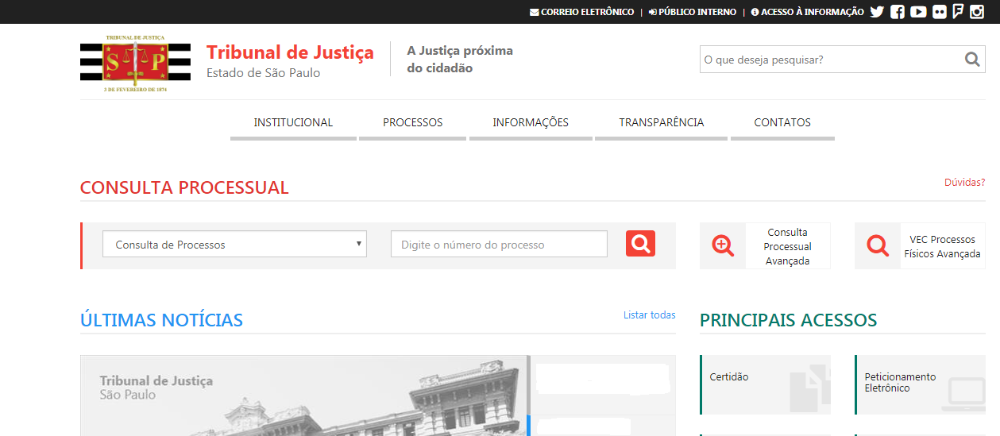 CORREIO ELETRÔNICO | PÚBLICO INTERNO | ACESSO À INFORMAÇÃO
TRIBUNAL DE JUSTIÇA
S P
3 DE FEVEREIRO DE 1874
Tribunal de Justiça
Estado de São Paulo
A Justiça próxima
do cidadão
O que deseja pesquisar?
INSTITUCIONAL PROCESSOS INFORMAÇÕES TRANSPARÊNCIA CONTATOS
CONSULTA PROCESSUAL
Dúvidas?
Consulta de Processos
Digite o número do processo
Consulta
Processual
Avançada
VEC Processos
Físicos Avançada
ÚLTIMAS NOTÍCIAS
Listar todas
Tribunal de Justiça
São Paulo
PRINCIPAIS ACESSOS
Certidão
Peticionamento
Eletrônico